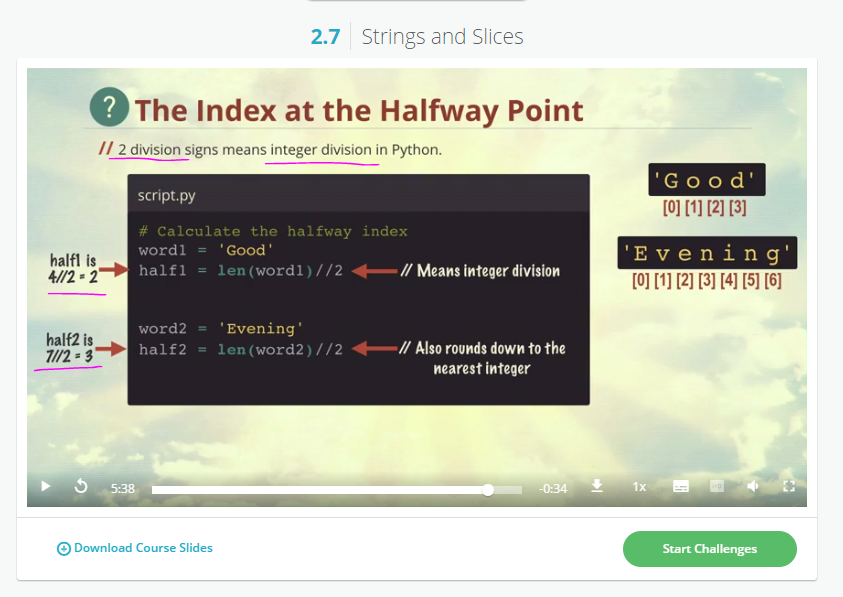 2.7 Strings and Slices
? The Index at the Halfway Point
// 2 division signs means integer division in Python.
script.py
# Calculate the halfway index
word1 = 'Good'
half1 = len(word1)//2
// Means integer division
half1 is
4//2 = 2
word2 = 'Evening'
half2 = len(word2)//2
// Also rounds down to the
nearest integer
half2 is
7//2 = 3
'Good'
[0] [1] [2] [3]
'Evening'
[0] [1] [2] [3] [4] [5] [6]
5:38
-0:34
1x
Download Course Slides
Start Challenges